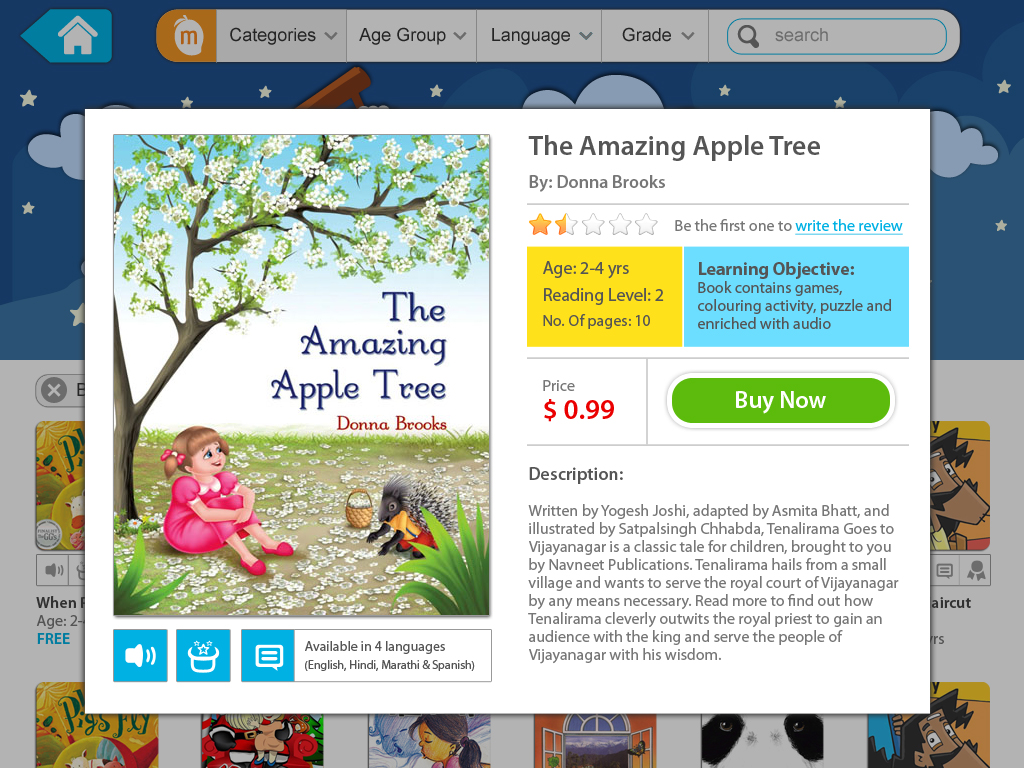 m
Categories
Age Group
Language
Grade
search
The Amazing Apple Tree
By: Donna Brooks
Be the first one to write the review
Age: 2-4 yrs
Reading Level: 2
No. Of pages: 10
Learning Objective:
Book contains games,
colouring activity, puzzle and
enriched with audio
Price
$ 0.99
Buy Now
Description:
Written by Yogesh Joshi, adapted by Asmita Bhatt, and
illustrated by Satpalsingh Chhabda, Tenalirama Goes to
Vijayanagar is a classic tale for children, brought to you
by Navneet Publications. Tenalirama hails from a small
village and wants to serve the royal court of Vijayanagar
by any means necessary. Read more to find out how
Tenalirama cleverly outwits the royal priest to gain an
audience with the king and serve the people of
Vijayanagar with his wisdom.
The
Amazing
Apple Tree
Donna Brooks
Available in 4 languages
(English, Hindi, Marathi & Spanish)
When
Age: 2-
FREE
aircut
yrs
Pigs Fly